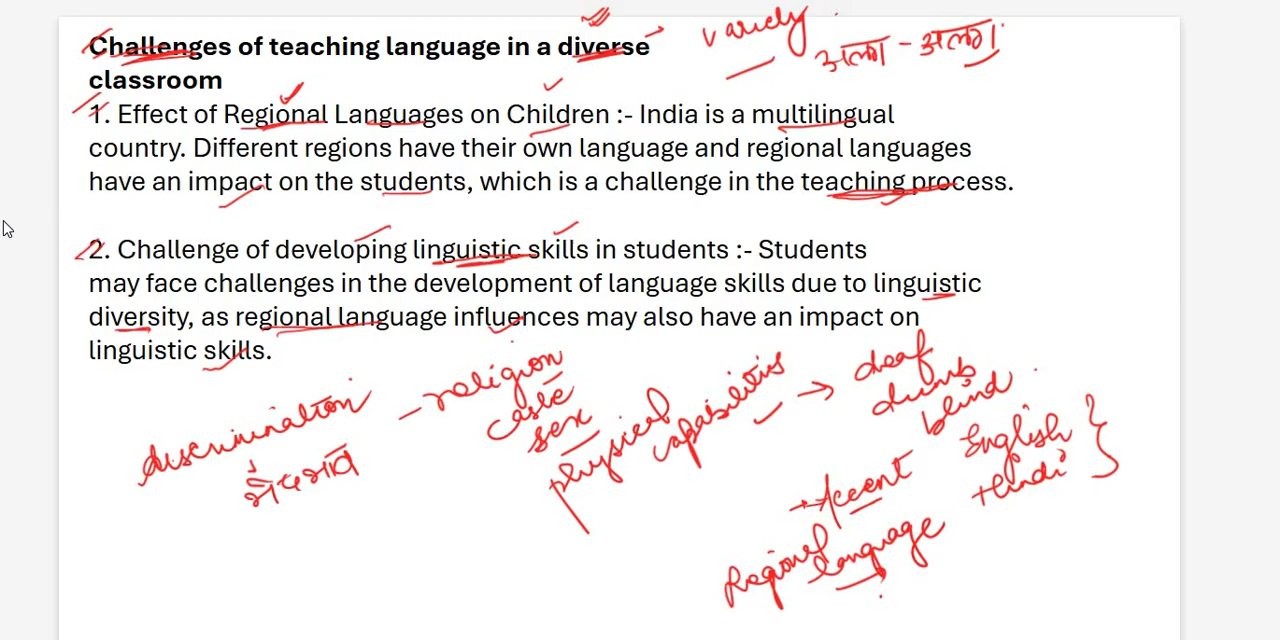 Challenges of teaching language in a diverse
classroom
variety
अलग - अलग
1. Effect of Regional Languages on Children :- India is a multilingual
country. Different regions have their own language and regional languages
have an impact on the students, which is a challenge in the teaching process.
2. Challenge of developing linguistic skills in students :- Students
may face challenges in the development of language skills due to linguistic
diversity, as regional language influences may also have an impact on
linguistic skills.
discrimination
भेदभाव
religion
caste
sex
physical
capabilities
deaf
dumb
blind
English
Hindi
Accent
Regional
language